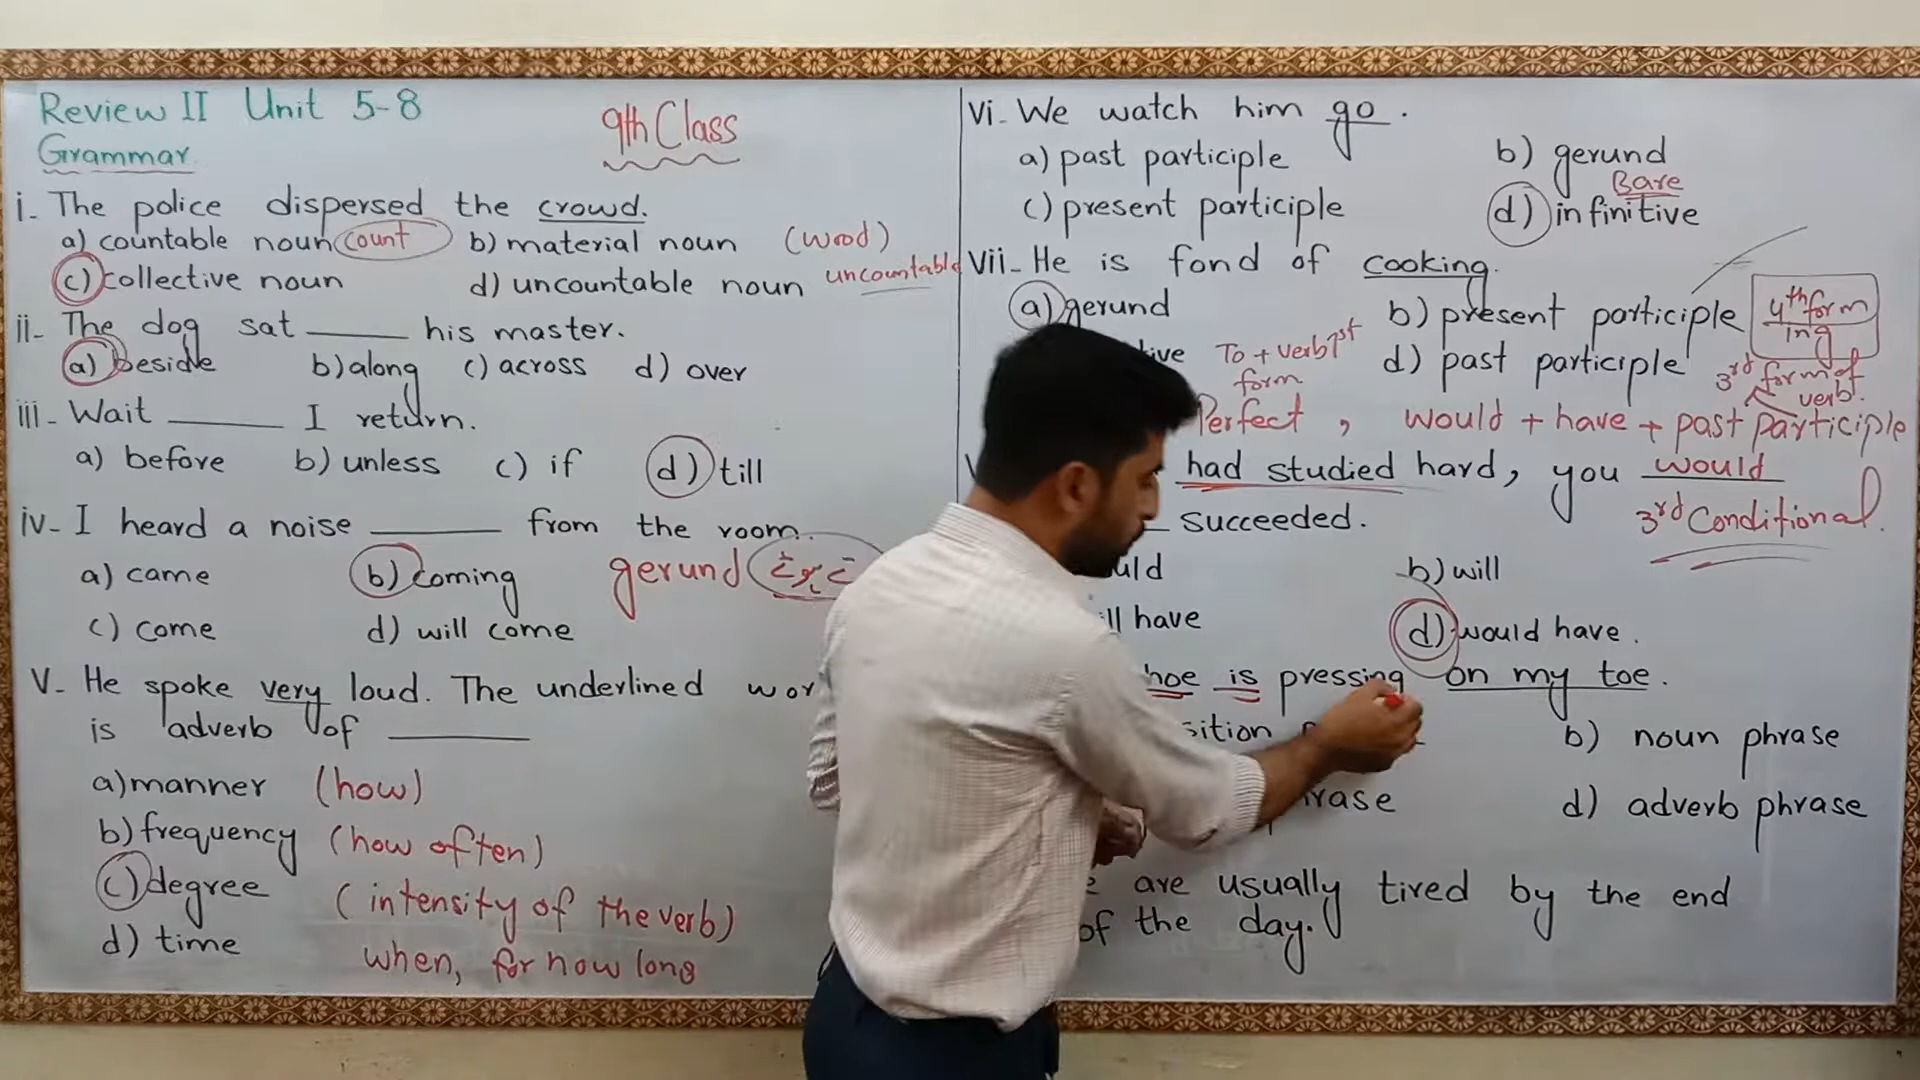 Review II Unit 5-8
Grammar
9th Class
i- The police dispersed the crowd.
a) countable noun count b) material noun (wood)
c) collective noun d) uncountable noun uncountable
ii- The dog sat ____ his master.
a) beside b) along c) across d) over
iii- Wait ____ I return.
a) before b) unless c) if d) till
iv- I heard a noise ____ from the room.
a) came b) coming gerund
c) come d) will come
V- He spoke very loud. The underlined
is adverb of ____
a) manner (how)
b) frequency (how often)
c) degree (intensity of the verb)
d) time when, for how long
vi- We watch him go.
a) past participle b) gerund
Bare
c) present participle d) infinitive
Vii- He is fond of cooking.
a) gerund b) present participle 4th form
ing
To + verb 1st form d) past participle 3rd form of verb
Perfect, would + have + past participle
had studied hard, you would
succeeded. 3rd Conditional.
b) will
have d) would have.
is pressing on my toe.
b) noun phrase
d) adverb phrase
are usually tired by the end
of the day.